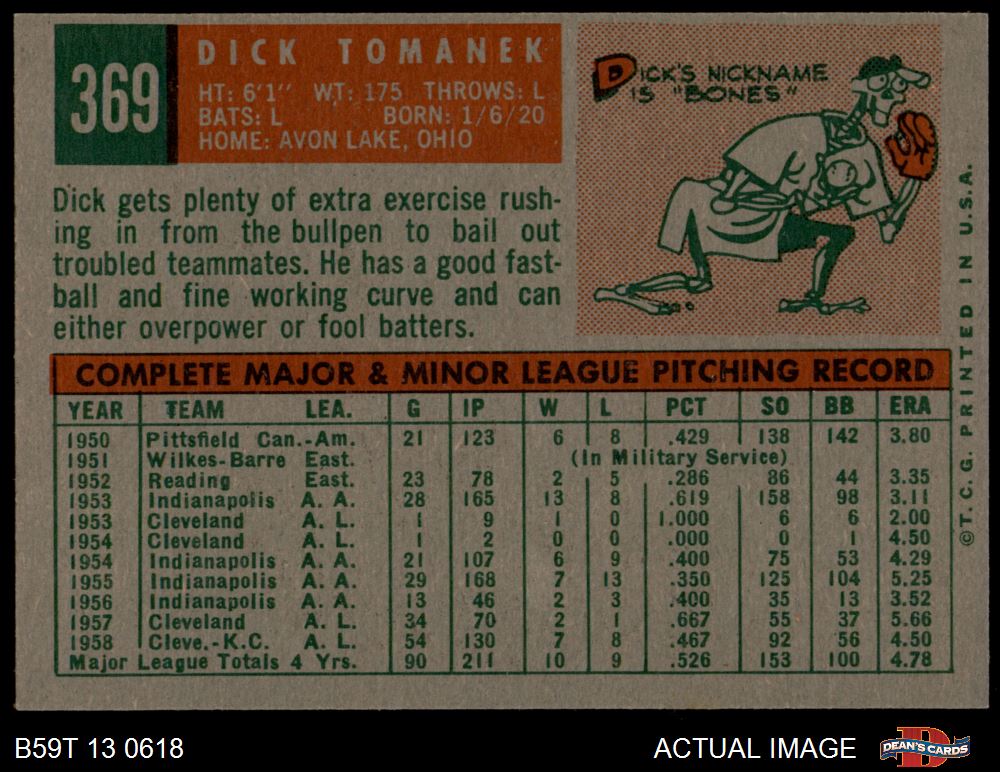 369
DICK TOMANEK
HT: 6'1" WT: 175 THROWS: L
BATS: L BORN: 1/6/20
HOME: AVON LAKE, OHIO
DICK'S NICKNAME
IS "BONES"
Dick gets plenty of extra exercise rush-
ing in from the bullpen to bail out
troubled teammates. He has a good fast-
ball and fine working curve and can
either overpower or fool batters.
COMPLETE MAJOR & MINOR LEAGUE PITCHING RECORD
YEAR TEAM LEA. G IP W L PCT SO BB ERA
1950 Pittsfield Can.-Am. 21 123 6 8 .429 138 142 3.80
1951 Wilkes-Barre East. (In Military Service)
1952 Reading East. 23 78 2 5 .286 86 44 3.35
1953 Indianapolis A. A. 28 165 13 8 .619 158 98 3.11
1953 Cleveland A. L. 1 9 1 0 1.000 6 6 2.00
1954 Cleveland A. L. 1 2 0 0 .000 0 1 4.50
1954 Indianapolis A. A. 21 107 6 9 .400 75 53 4.29
1955 Indianapolis A. A. 29 168 7 13 .350 125 104 5.25
1956 Indianapolis A. A. 13 46 2 3 .400 35 13 3.52
1957 Cleveland A. L. 34 70 2 1 .667 55 37 5.66
1958 Cleve.-K.C. A. L. 54 130 7 8 .467 92 56 4.50
Major League Totals 4 Yrs. 90 211 10 9 .526 153 100 4.78
© T. C. G. PRINTED IN U.S.A.
B59T 13 0618
ACTUAL IMAGE
D
DEAN'S CARDS